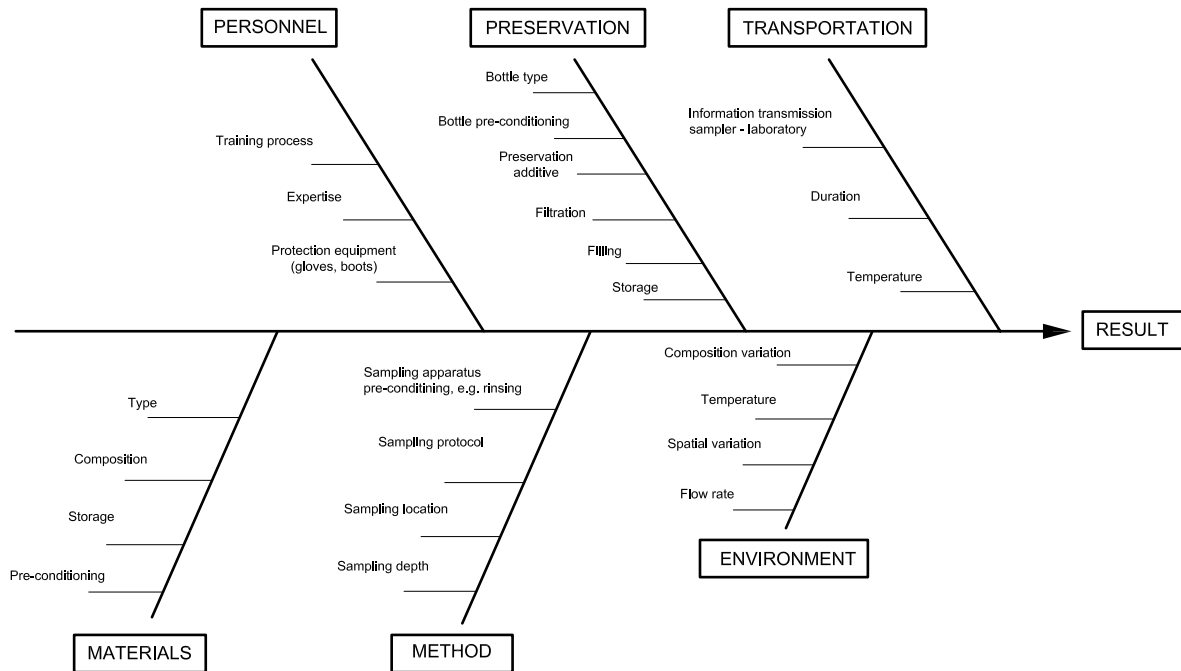 PERSONNEL
PRESERVATION
TRANSPORTATION
Bottle type
Information transmission
sampler - laboratory
Bottle pre-conditioning
Training process
Preservation
additive
Expertise
Duration
Filtration
Protection equipment
(gloves, boots)
Filling
Temperature
Storage
RESULT
Composition variation
Sampling apparatus
pre-conditining, e.g. rinsing
Type
Temperature
Sampling protocol
Spatial variation
Composition
Flow rate
Sampling location
Storage
ENVIRONMENT
Sampling depth
Pre-conditioning
MATERIALS
METHOD